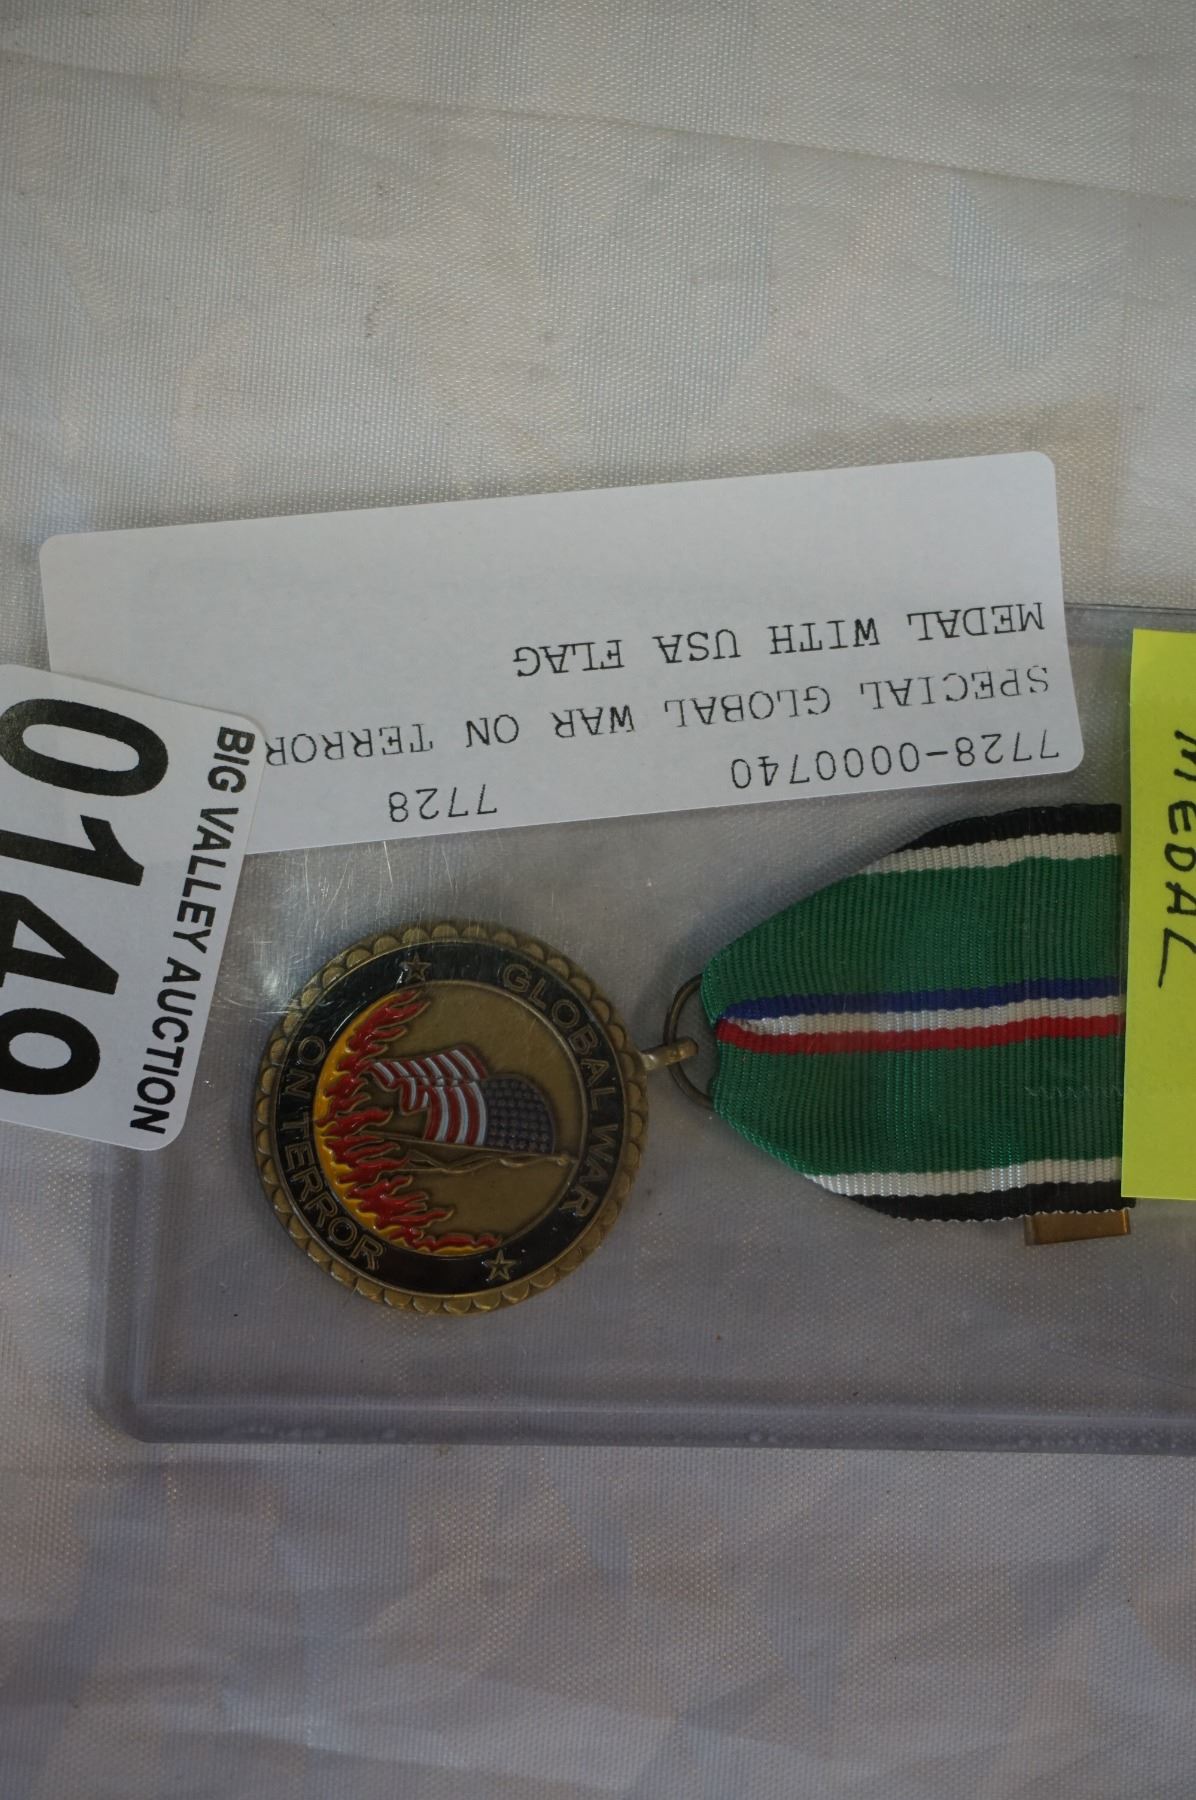 7728-0000740 7728
SPECIAL GLOBAL WAR ON TERROR
MEDAL WITH USA FLAG
BIG VALLEY AUCTION
0149
MEDAL
GLOBAL WAR
ON TERROR